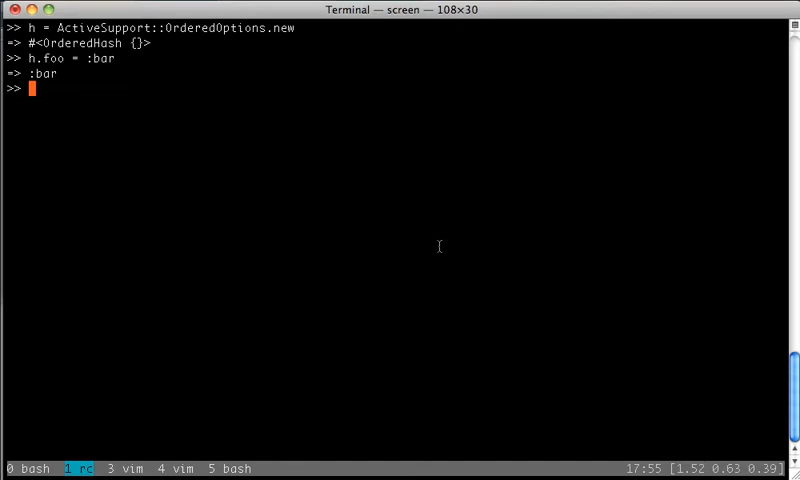 Terminal — screen — 108×30
>> h = ActiveSupport::OrderedOptions.new
=> #<OrderedHash {}>
>> h.foo = :bar
=> :bar
>>
0 bash  1 rc  3 vim  4 vim  5 bash  17:55 [1.52 0.63 0.39]